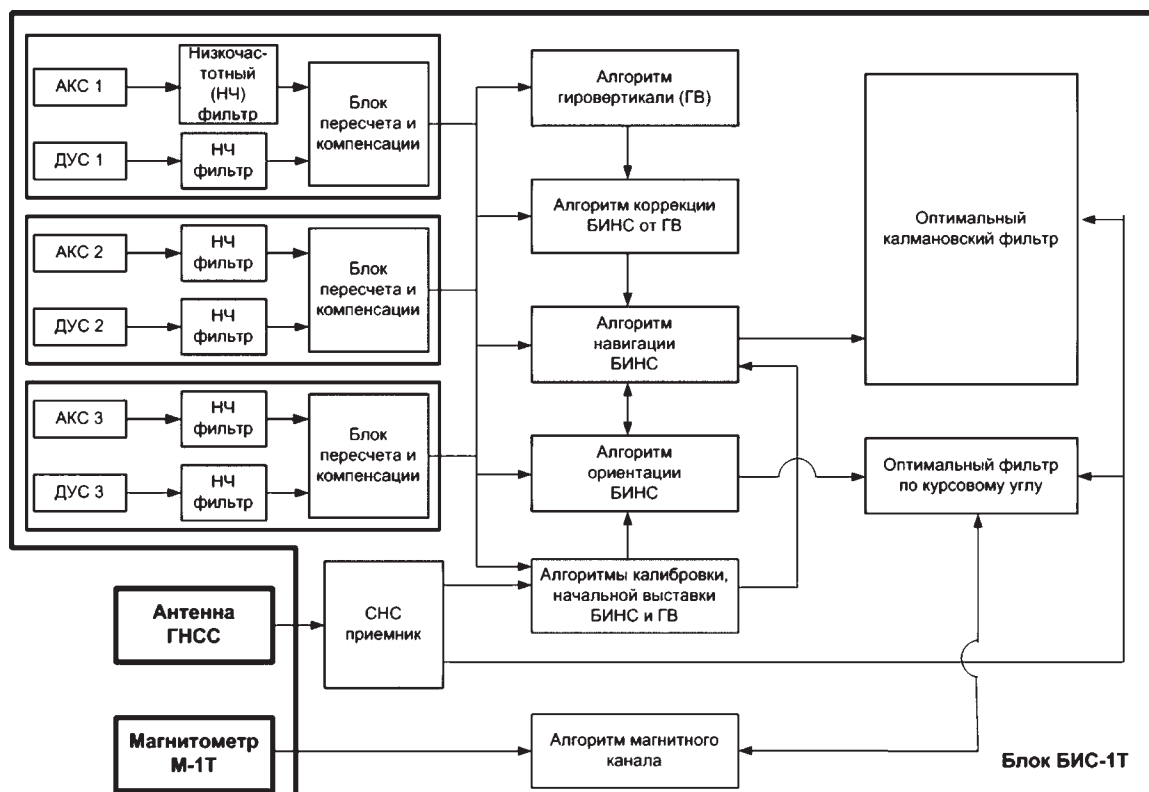 АКС 1
Низкочас-
тотный
(НЧ)
фильтр
ДУС 1
НЧ
фильтр
Блок
пересчета и
компенсации
АКС 2
НЧ
фильтр
ДУС 2
НЧ
фильтр
Блок
пересчета и
компенсации
АКС 3
НЧ
фильтр
ДУС 3
НЧ
фильтр
Блок
пересчета и
компенсации
Алгоритм
гировертикали (ГВ)
Алгоритм коррекции
БИНС от ГВ
Алгоритм
навигации
БИНС
Алгоритм
ориентации
БИНС
Алгоритмы калибровки,
начальной выставки
БИНС и ГВ
Оптимальный
калмановский фильтр
Оптимальный фильтр
по курсовому углу
Антенна
ГНСС
СНС
приемник
Магнитометр
М-1Т
Алгоритм магнитного
канала
Блок БИС-1Т